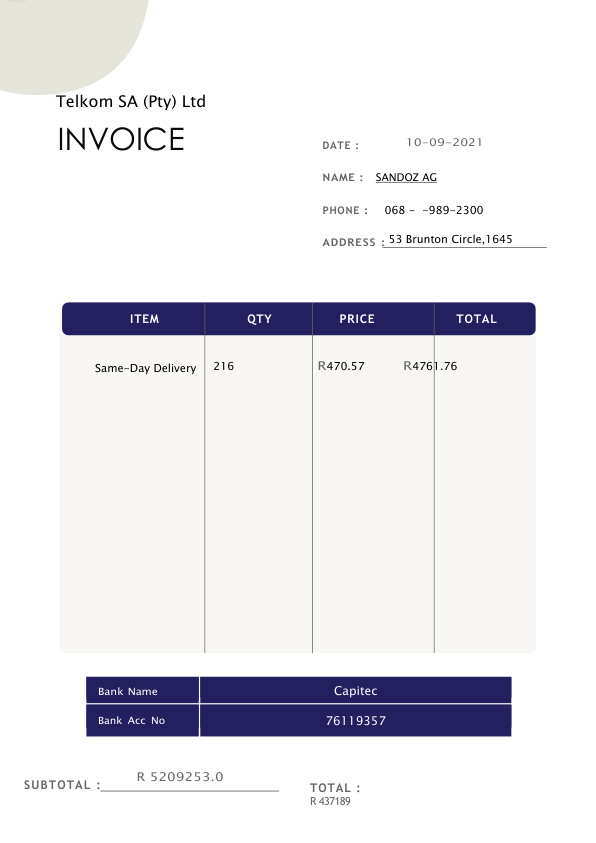 Telkom SA (Pty) Ltd
INVOICE
DATE : 10-09-2021
NAME : SANDOZ AG
PHONE : 068 - -989-2300
ADDRESS : 53 Brunton Circle,1645
ITEM QTY PRICE TOTAL
Same-Day Delivery 216 R470.57 R4761.76
Bank Name Capitec
Bank Acc No 76119357
SUBTOTAL : R 5209253.0
TOTAL :
R 437189